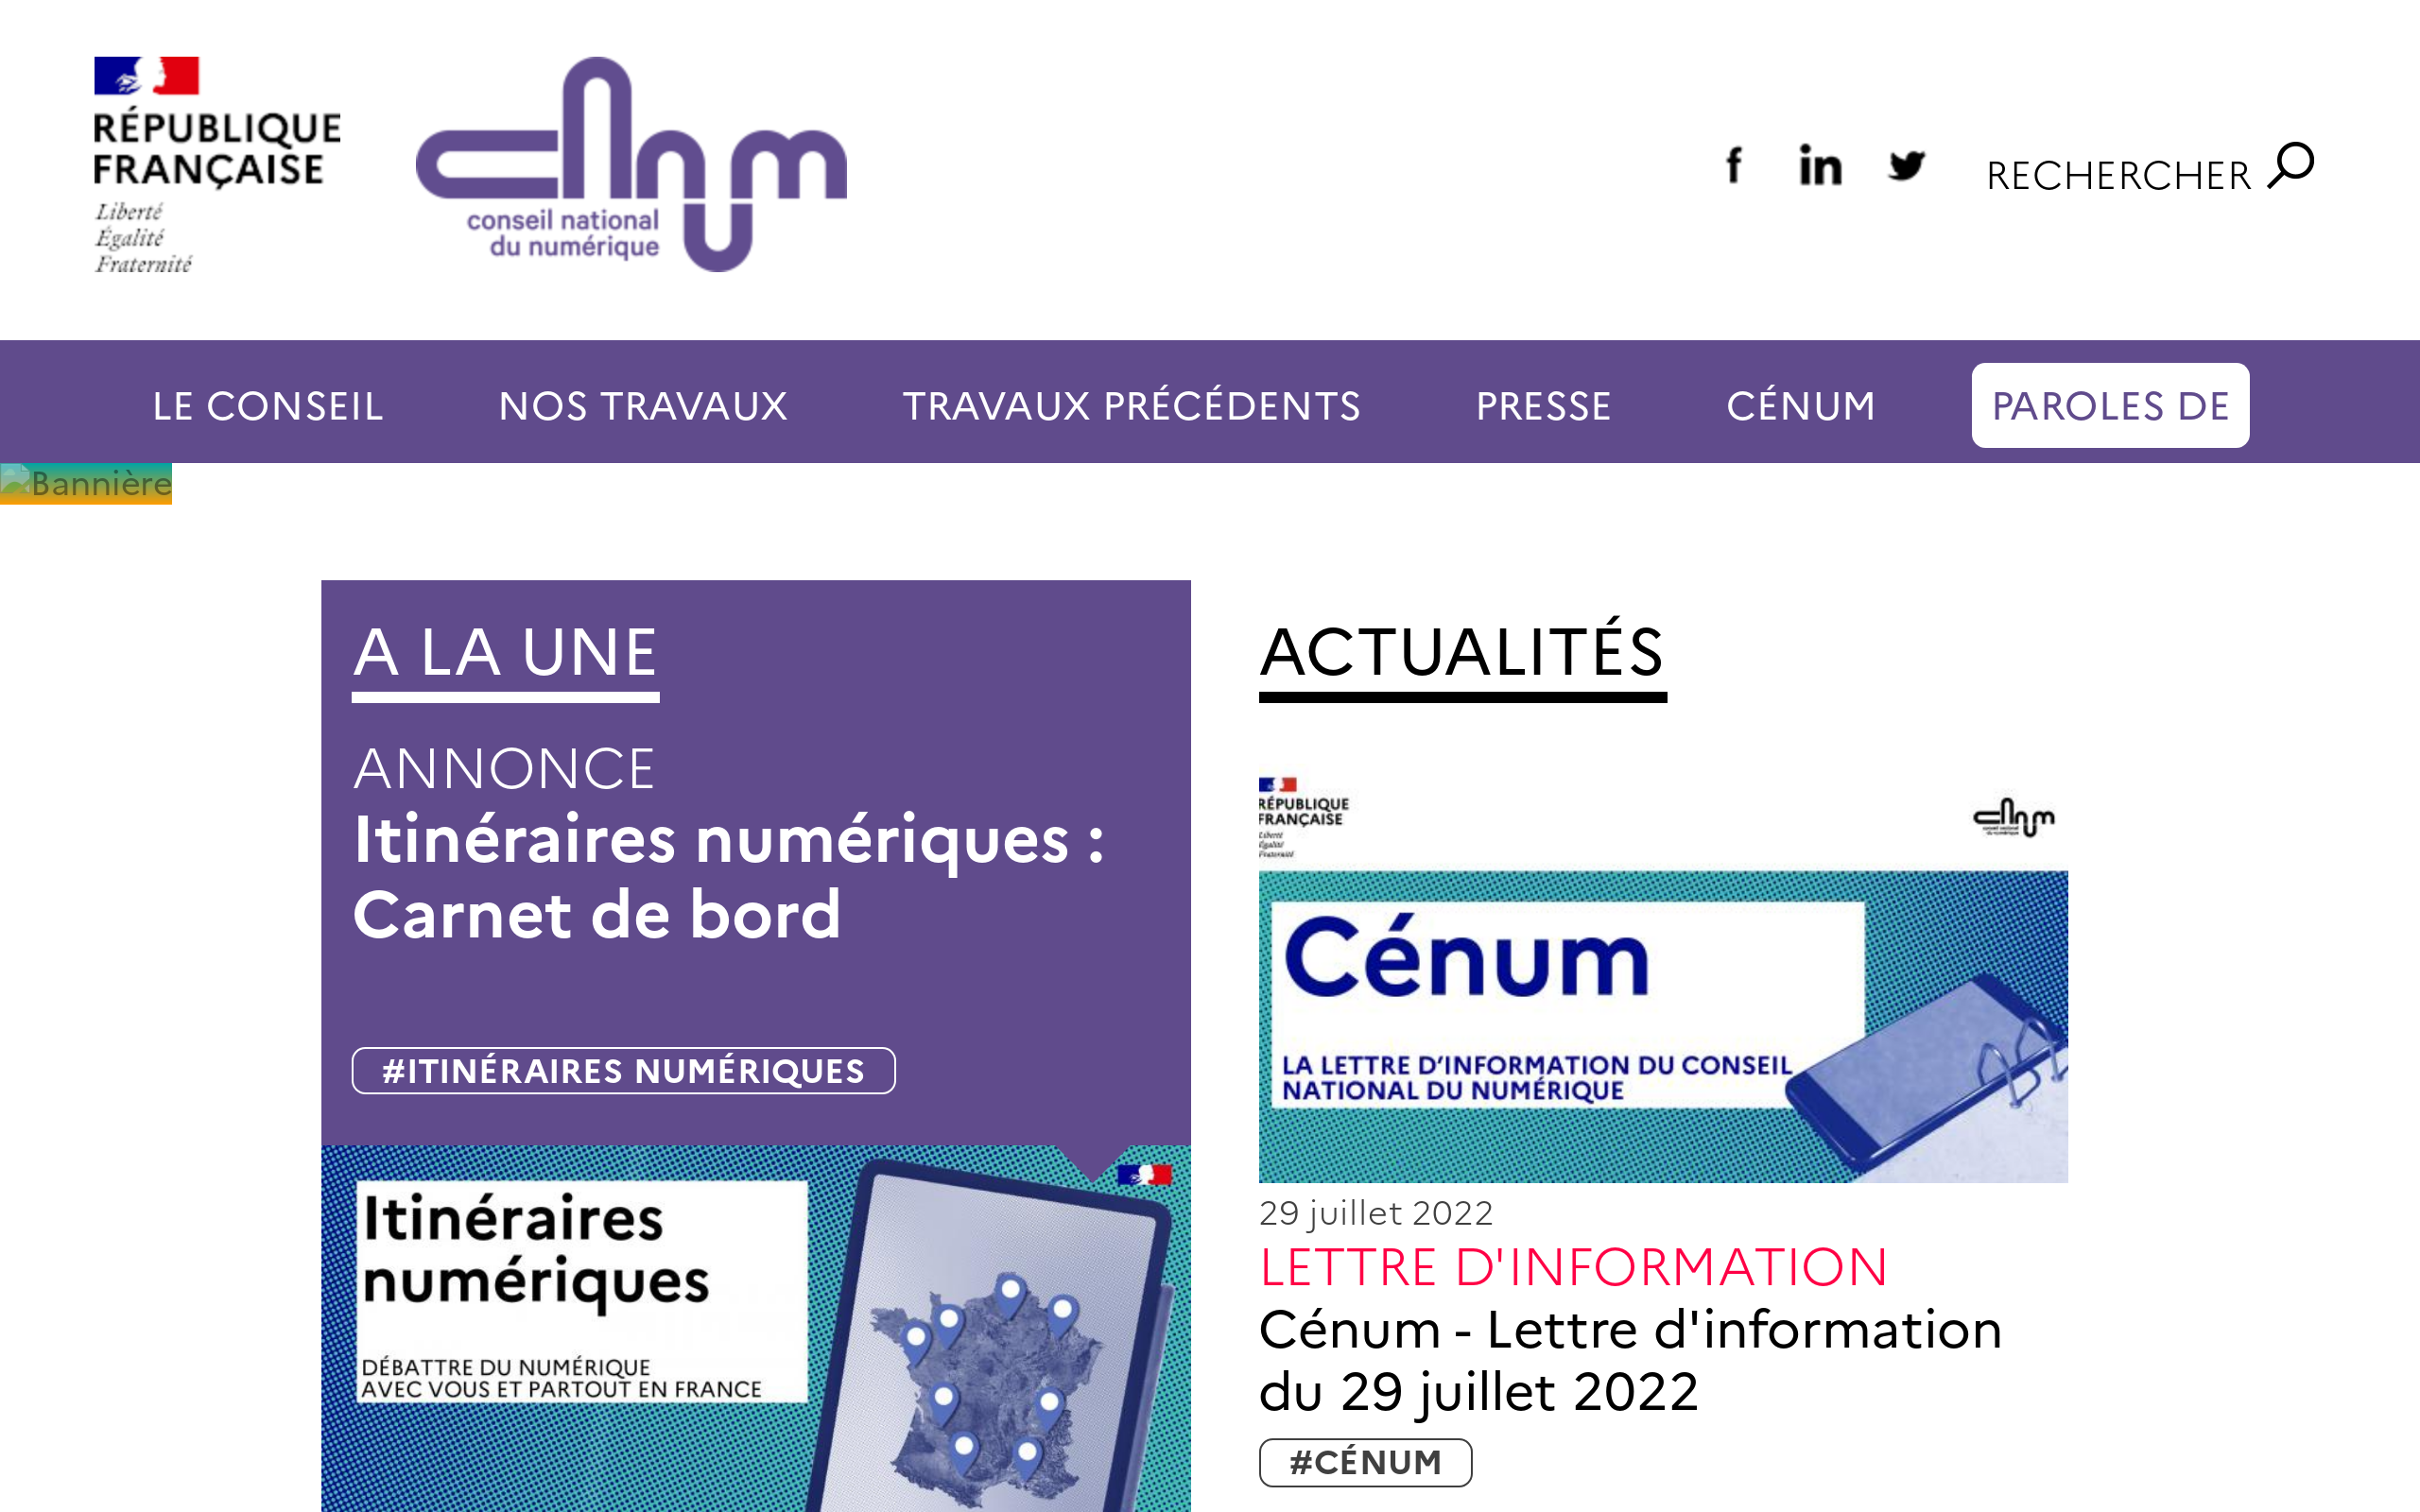 RÉPUBLIQUE
FRANÇAISE
Liberté
Égalité
Fraternité
conseil national
du numérique
f
in
RECHERCHER
LE CONSEIL
NOS TRAVAUX
TRAVAUX PRÉCÉDENTS
PRESSE
CÉNUM
PAROLES DE
Bannière
A LA UNE
ANNONCE
Itinéraires numériques :
Carnet de bord
#ITINÉRAIRES NUMÉRIQUES
Itinéraires
numériques
DÉBATTRE DU NUMÉRIQUE
AVEC VOUS ET PARTOUT EN FRANCE
ACTUALITÉS
RÉPUBLIQUE
FRANÇAISE
Liberté
Égalité
Fraternité
Cénum
LA LETTRE D’INFORMATION DU CONSEIL
NATIONAL DU NUMÉRIQUE
29 juillet 2022
LETTRE D'INFORMATION
Cénum - Lettre d'information
du 29 juillet 2022
#CÉNUM